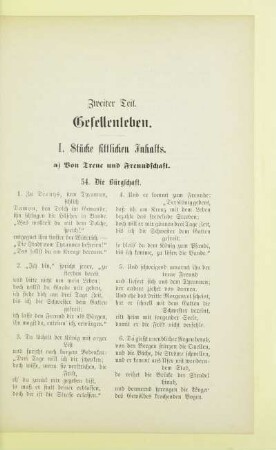 Zweiter Teil.
Gesellenleben.
I. Stücke sittlichen Inhalts.
a) Von Treue und Freundschaft.
54. Die Bürgschaft.
1. Zu Dionys, dem Tyrannen,
schlich
Damon, den Dolch im Gewande;
Ihn schlugen die Häscher in Bande.
„Was wolltest du mit dem Dolche,
sprich!“
entgegnet ihm finster der Wüterich. —
„Die Stadt vom Tyrannen befreien!“
„Das sollst du am Kreuze bereuen.“
2. „Ich bin,“ spricht jener, „zu
sterben bereit
und bitte nicht um mein Leben;
doch willst du Gnade mir geben,
ich flehe dich um drei Tage Zeit,
bis ich die Schwester dem Gatten
gefreit;
ich lasse den Freund dir als Bürgen,
ihn magst du, entrinn’ ich, erwürgen.“
3. Da lächelt der König mit arger
List
und spricht nach kurzem Bedenken:
„Drei Tage will ich dir schenken;
doch wisse, wenn sie verstrichen, die
Frist,
eh’ du zurück mir gegeben bist,
so muß er statt deiner erblassen,
doch dir ist die Strafe erlassen.“
4. Und er kommt zum Freunde:
„Der König gebeut,
daß ich am Kreuz mit dem Leben
bezahle das frevelnde Streben;
doch will er mir gönnen drei Tage Zeit,
bis ich die Schwester dem Gatten
gefreit;
so bleib du dem König zum Pfande,
bis ich komme, zu lösen die Bande.“
5. Und schweigend umarmt ihn der
treue Freund
und liefert sich aus dem Tyrannen,
der andere ziehet von dannen.
Und ehe das dritte Morgenrot scheint,
hat er schnell mit dem Gatten die
Schwester vereint,
eilt heim mit sorgender Seele,
damit er die Frist nicht verfehle.
6. Da gießt unendlicher Regen herab,
von den Bergen stürzen die Quellen,
und die Bäche, die Ströme schwellen,
und er kommt ans Ufer mit wanderndem
Stab,
da reißet die Brücke der Strudel
hinab,
und donnernd sprengen die Wogen
des Gewölbes krachenden Bogen.